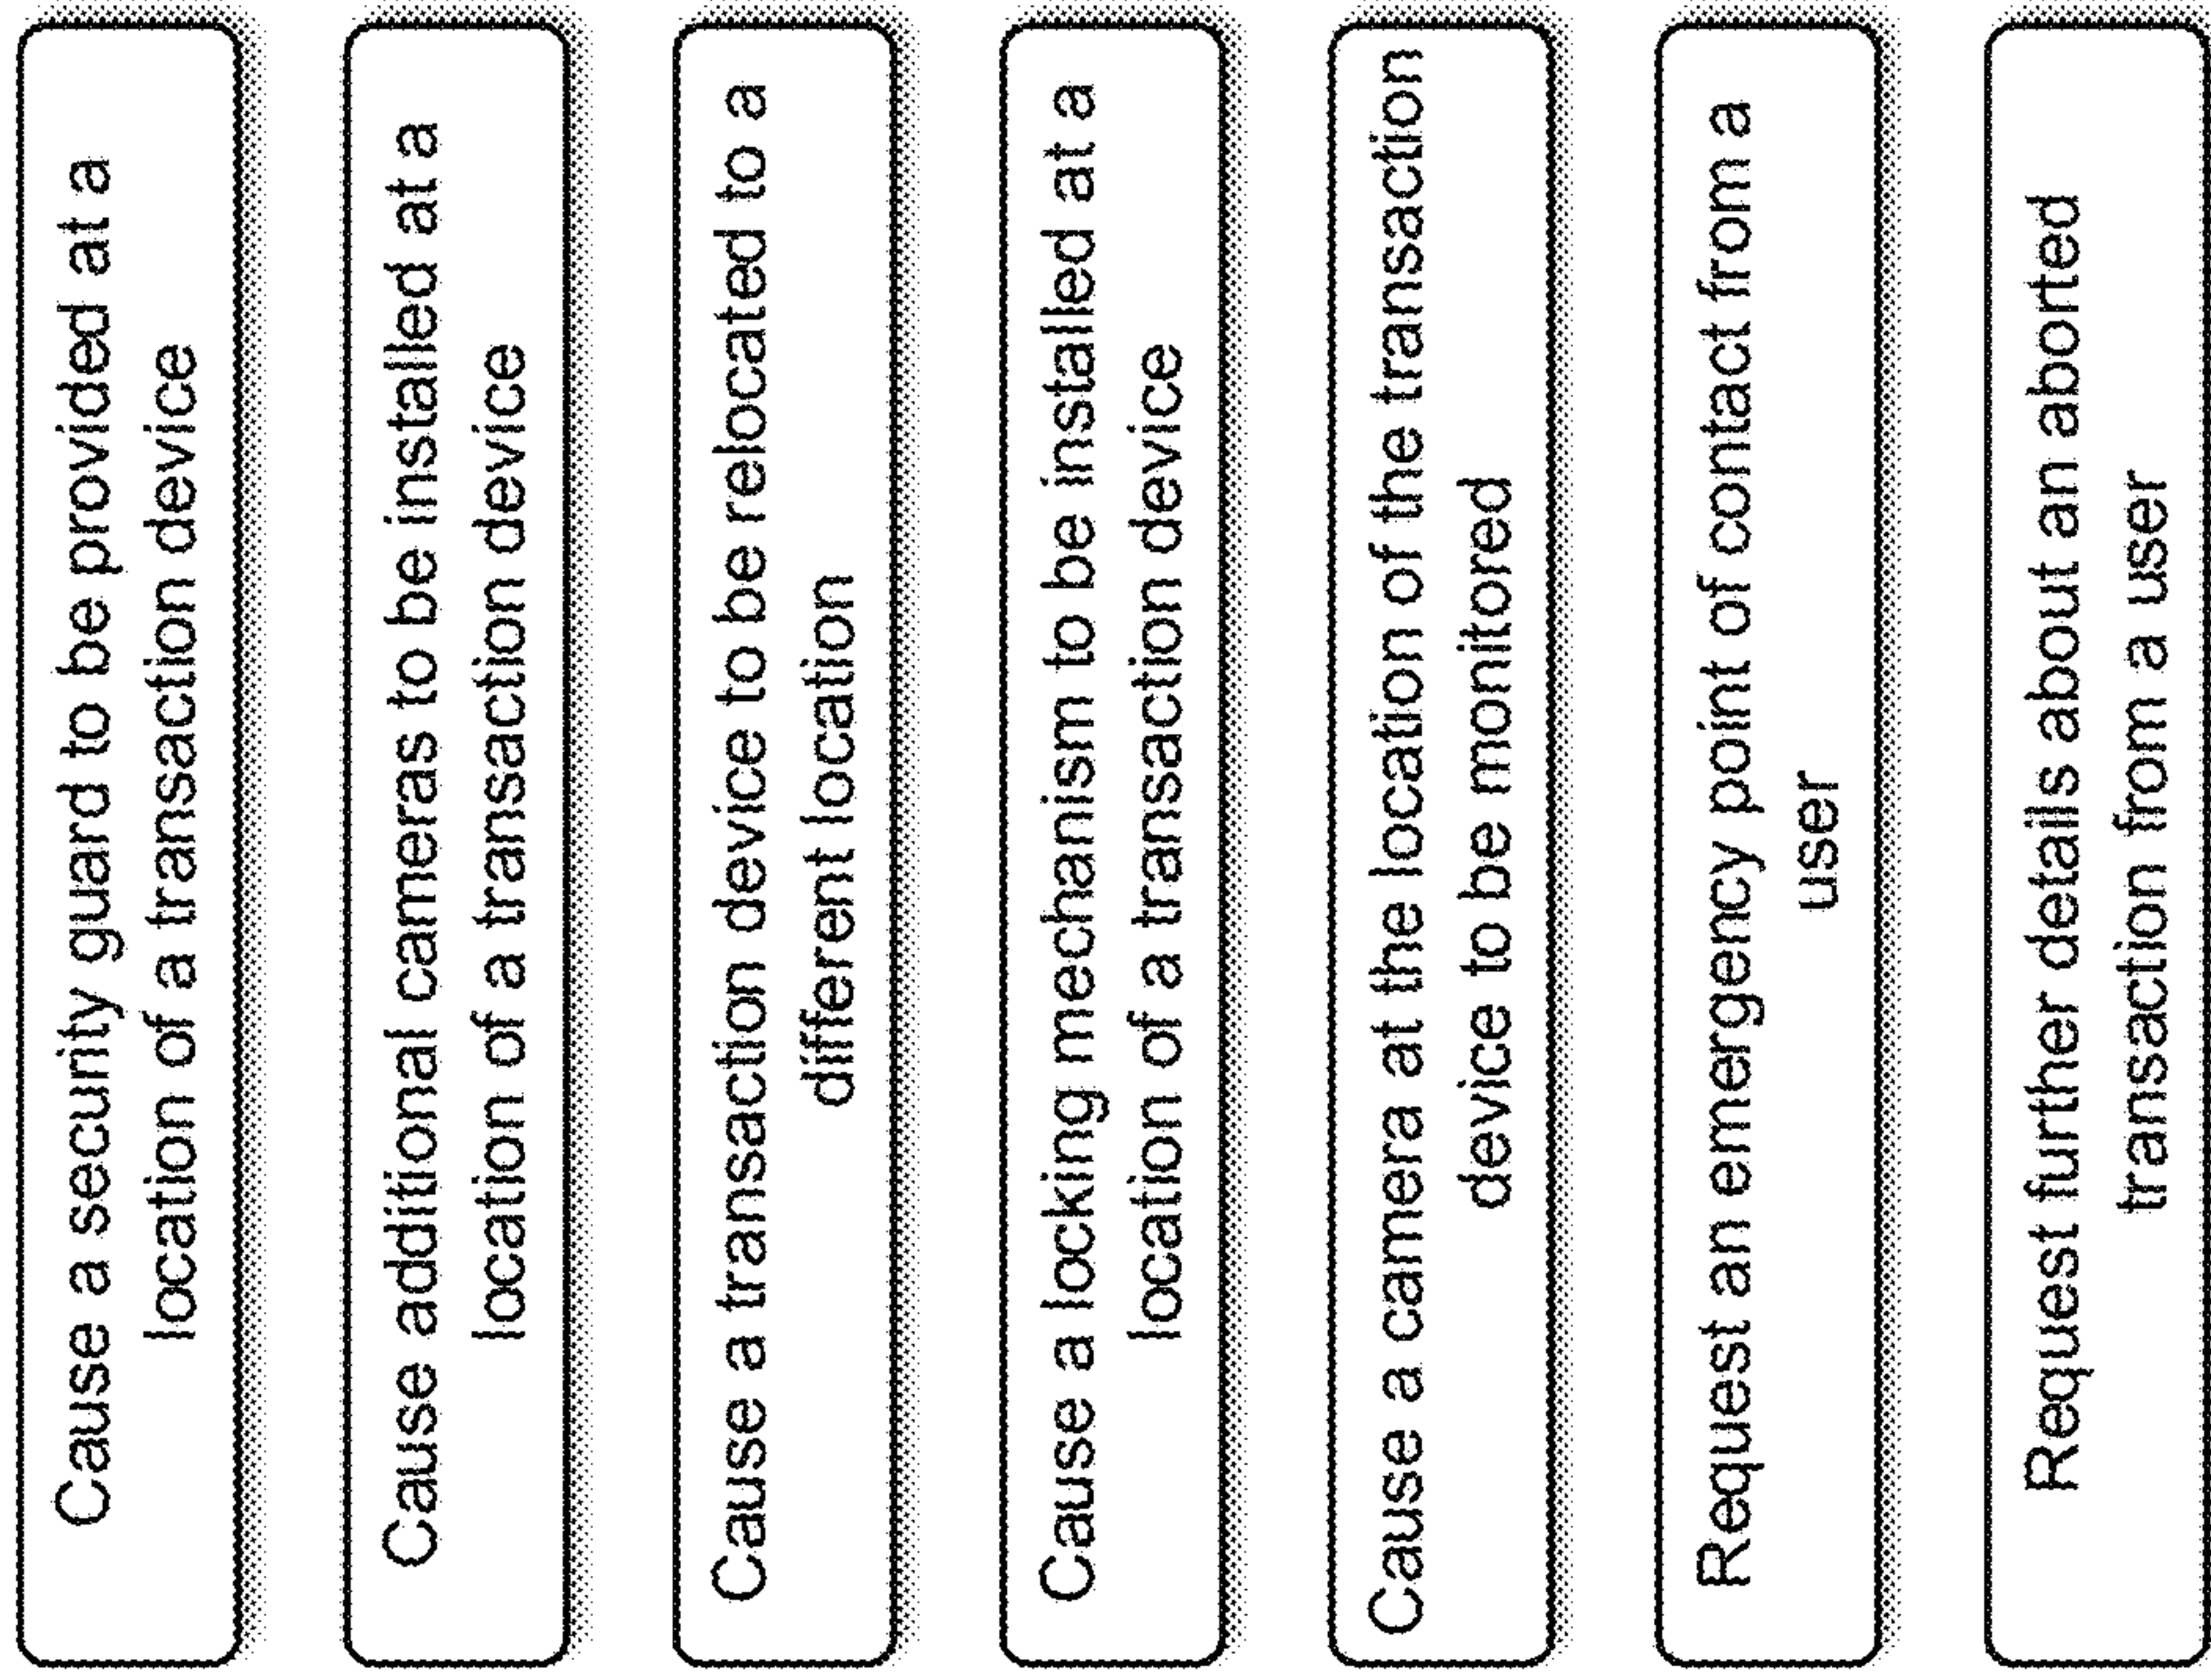 Cause a security guard to be provided at a
location of a transaction device
Cause additional cameras to be installed at a
location of a transaction device
Cause a transaction device to be relocated to a
different location
Cause a locking mechanism to be installed at a
location of a transaction device
Cause a camera at the location of the transaction
device to be monitored
Request an emergency point of contact from a
user
Request further details about an aborted
transaction from a user